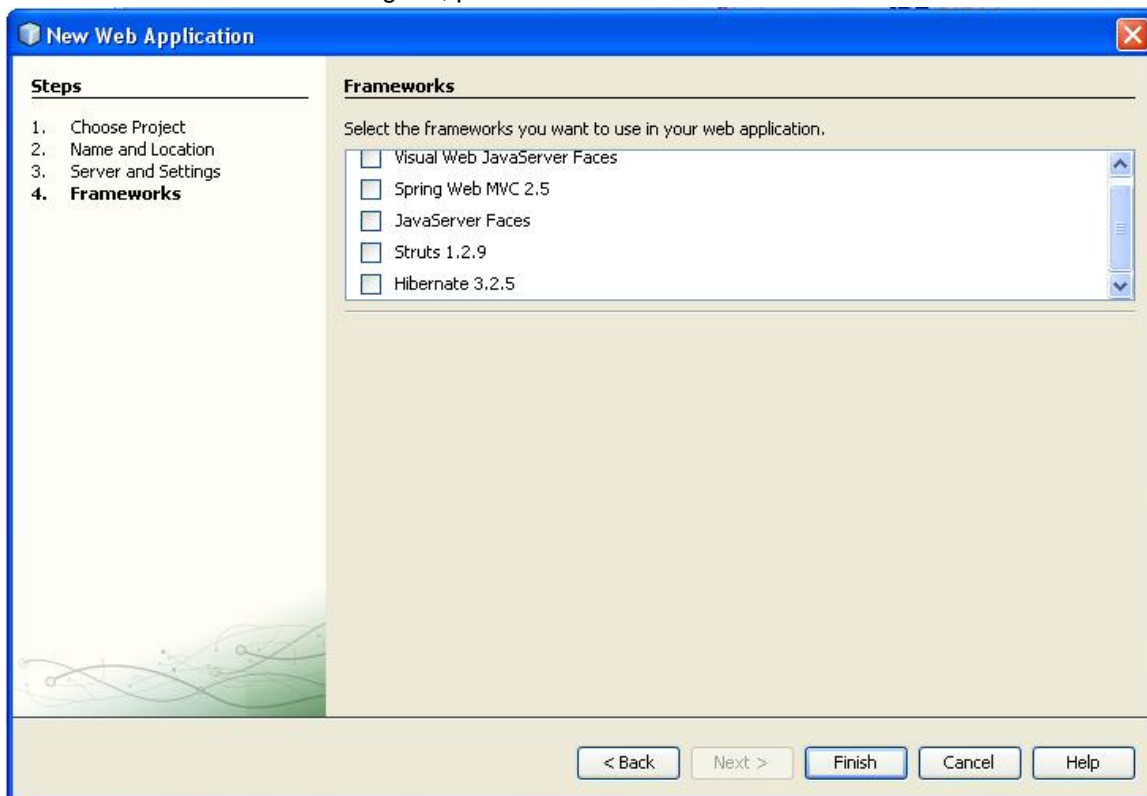 New Web Application
Steps
1. Choose Project
2. Name and Location
3. Server and Settings
4. Frameworks
Frameworks
Select the frameworks you want to use in your web application.
Visual Web JavaServer Faces
Spring Web MVC 2.5
JavaServer Faces
Struts 1.2.9
Hibernate 3.2.5
< Back Next > Finish Cancel Help